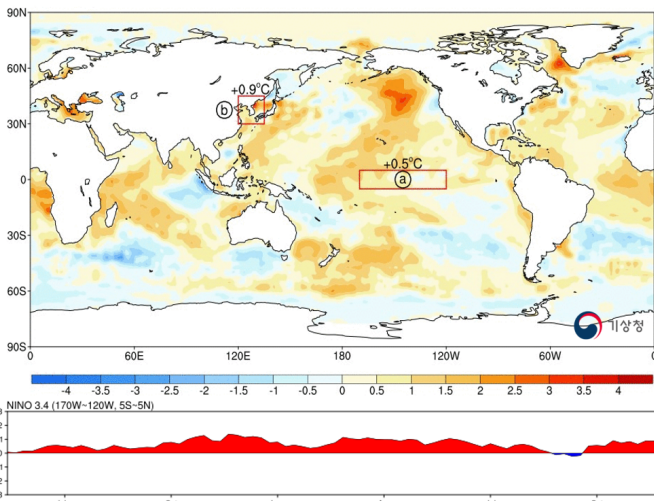 90N
60N
30N
0
30S
60S
90S
+0.9°C
ⓑ
+0.5°C
ⓐ
기상청
0 60E 120E 180 120W 60W 0
-4 -3.5 -3 -2.5 -2 -1.5 -1 -0.5 0 0.5 1 1.5 2 2.5 3 3.5 4
NINO 3.4 (170W~120W, 5S~5N)